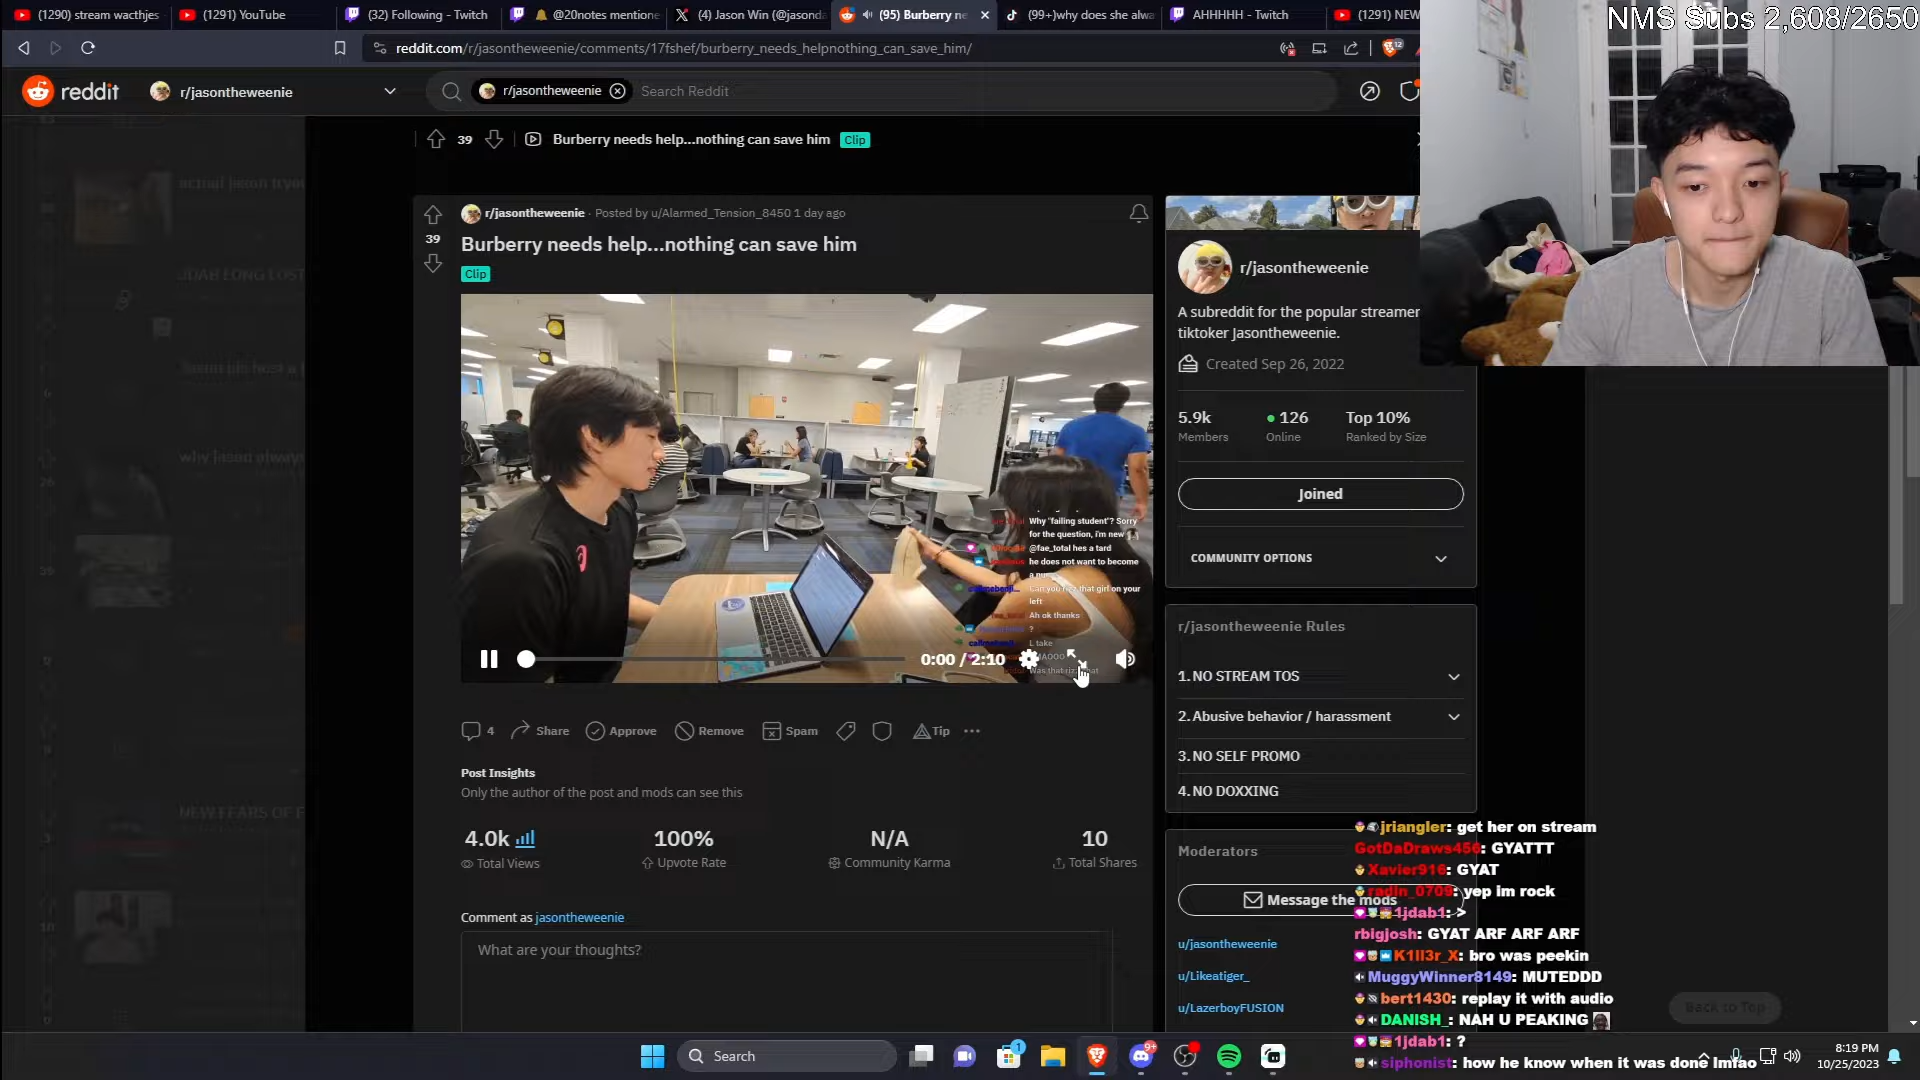 (1290) stream wacthjes
(1291) YouTube
(32) Following - Twitch
@20notes mentione
(4) Jason Win (@jasonda
(95) Burberry ne
(99+)why does she alwa
AHHHHH - Twitch
(1291) NEW
NMS Subs 2,608/2650
reddit.com/r/jasontheweenie/comments/17fshef/burberry_needs_helpnothing_can_save_him/
12
reddit
r/jasontheweenie
r/jasontheweenie
Search Reddit
39
Burberry needs help...nothing can save him
Clip
r/jasontheweenie · Posted by u/Alarmed_Tension_8450 1 day ago
39
Burberry needs help...nothing can save him
Clip
Why "failing student"? Sorry
for the question, i'm new
@fae_total hes a tard
he does not want to become
Can you rizz that girl on your
left
Ah ok thanks
?
L take
0:00 / 2:10
4
Share
Approve
Remove
Spam
Tip
Post Insights
Only the author of the post and mods can see this
4.0k
Total Views
100%
Upvote Rate
N/A
Community Karma
10
Total Shares
Comment as jasontheweenie
What are your thoughts?
r/jasontheweenie
A subreddit for the popular streamer
tiktoker Jasontheweenie.
Created Sep 26, 2022
5.9k
Members
126
Online
Top 10%
Ranked by Size
Joined
COMMUNITY OPTIONS
r/jasontheweenie Rules
1. NO STREAM TOS
2. Abusive behavior / harassment
3. NO SELF PROMO
4. NO DOXXING
Moderators
Message the mods
u/jasontheweenie
u/Likeatiger_
u/LazerboyFUSION
jriangler: get her on stream
GotDaDraws456: GYATTT
Xavier916: GYAT
radin_0709: yep im rock
1jdab1: >
rbigjosh: GYAT ARF ARF ARF
K1ll3r_X: bro was peekin
MuggyWinner8149: MUTEDDD
bert1430: replay it with audio
DANISH_: NAH U PEAKING
1jdab1: ?
siphonist: how he know when it was done lmfao
Back to Top
Search
1
9+
8:19 PM
10/25/2023